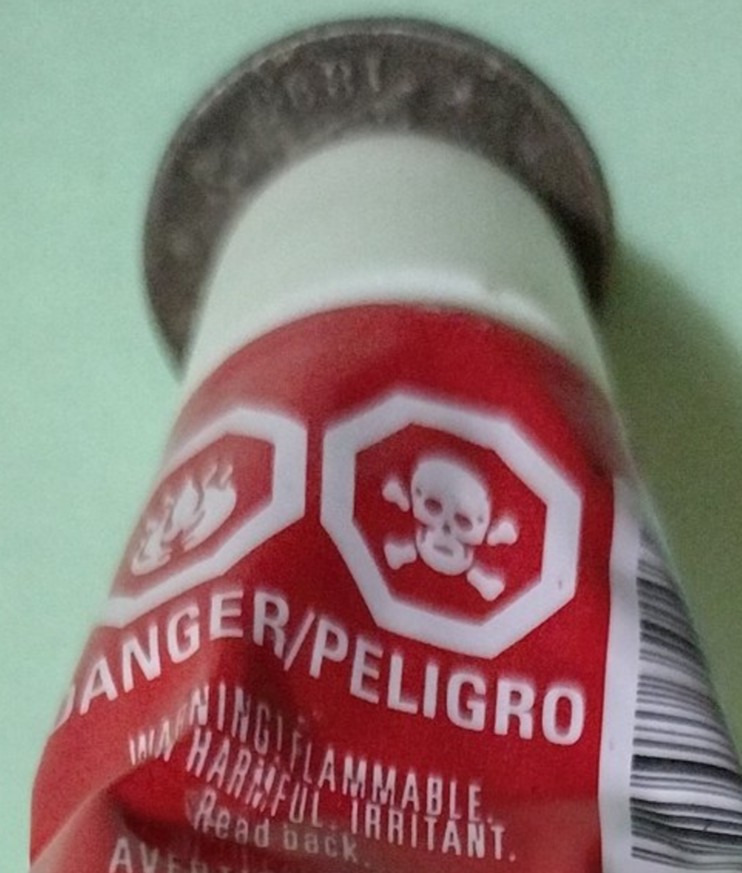 DANGER/PELIGRO
WARNING! FLAMMABLE.
HARMFUL. IRRITANT.
Read back.